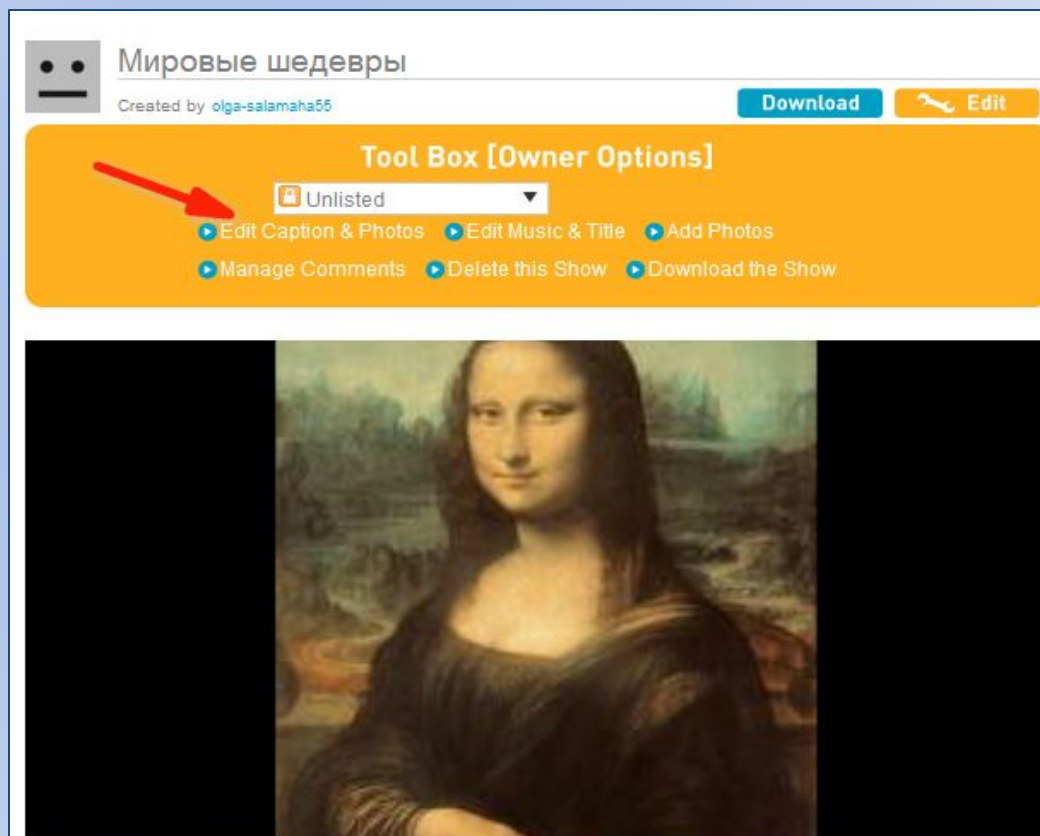 Мировые шедевры
Created by olga-salamaha55
Download
Edit
Tool Box [Owner Options]
Unlisted
Edit Caption & Photos Edit Music & Title Add Photos
Manage Comments Delete this Show Download the Show